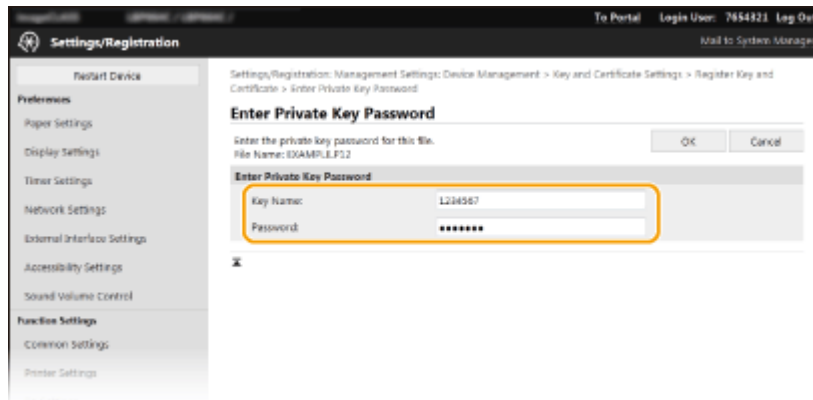 imageCLASS
To Portal Login User: 7654321 Log Ou
Settings/Registration
Mail to System Manage
Restart Device
Preferences
Paper Settings
Display Settings
Timer Settings
Network Settings
External Interface Settings
Accessibility Settings
Sound Volume Control
Function Settings
Common Settings
Printer Settings
Settings/Registration: Management Settings: Device Management > Key and Certificate Settings > Register Key and
Certificate > Enter Private Key Password
Enter Private Key Password
Enter the private key password for this file.
File Name: EXAMPLE.P12
OK Cancel
Enter Private Key Password
Key Name: 1234567
Password: •••••••